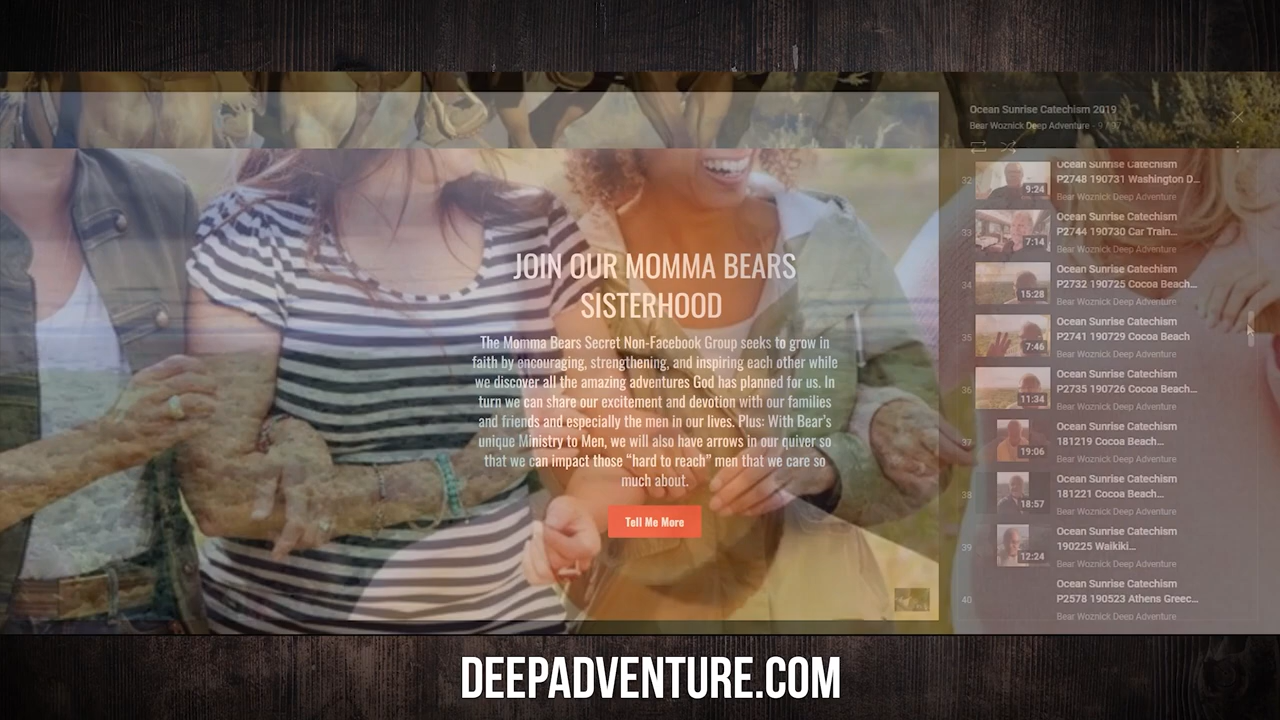 JOIN OUR MOMMA BEARS
SISTERHOOD
The Momma Bears Secret Non-Facebook Group seeks to grow in
faith by encouraging, strengthening, and inspiring each other while
we discover all the amazing adventures God has planned for us. In
turn we can share our excitement and devotion with our families
and friends and especially the men in our lives. Plus: With Bear's
unique Ministry to Men, we will also have arrows in our quiver so
that we can impact those “hard to reach” men that we care so
much about.
Tell Me More
Ocean Sunrise Catechism 2019
Bear Woznick Deep Adventure - 9 / 97
32
9:24
Ocean Sunrise Catechism
P2748 190731 Washington D...
Bear Woznick Deep Adventure
33
7:14
Ocean Sunrise Catechism
P2744 190730 Car Train...
Bear Woznick Deep Adventure
34
15:28
Ocean Sunrise Catechism
P2732 190725 Cocoa Beach...
Bear Woznick Deep Adventure
35
7:46
Ocean Sunrise Catechism
P2741 190729 Cocoa Beach
Bear Woznick Deep Adventure
36
11:34
Ocean Sunrise Catechism
P2735 190726 Cocoa Beach...
Bear Woznick Deep Adventure
37
19:06
Ocean Sunrise Catechism
181219 Cocoa Beach...
Bear Woznick Deep Adventure
38
18:57
Ocean Sunrise Catechism
181221 Cocoa Beach...
Bear Woznick Deep Adventure
39
12:24
Ocean Sunrise Catechism
190225 Waikiki...
Bear Woznick Deep Adventure
40
Ocean Sunrise Catechism
P2578 190523 Athens Greec...
Bear Woznick Deep Adventure
DEEPADVENTURE.COM